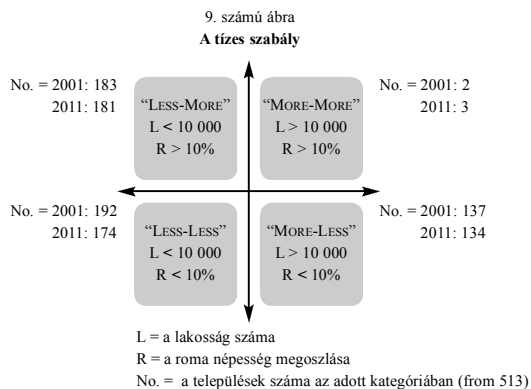 9. számú ábra
A tízes szabály
No. = 2001: 183
2011: 181
“LESS-MORE”
L < 10 000
R > 10%
“MORE-MORE”
L > 10 000
R > 10%
No. = 2001: 2
2011: 3
No. = 2001: 192
2011: 174
“LESS-LESS”
L < 10 000
R < 10%
“MORE-LESS”
L > 10 000
R < 10%
No. = 2001: 137
2011: 134
L = a lakosság száma
R = a roma népesség megoszlása
No. = a települések száma az adott kategóriában (from 513)